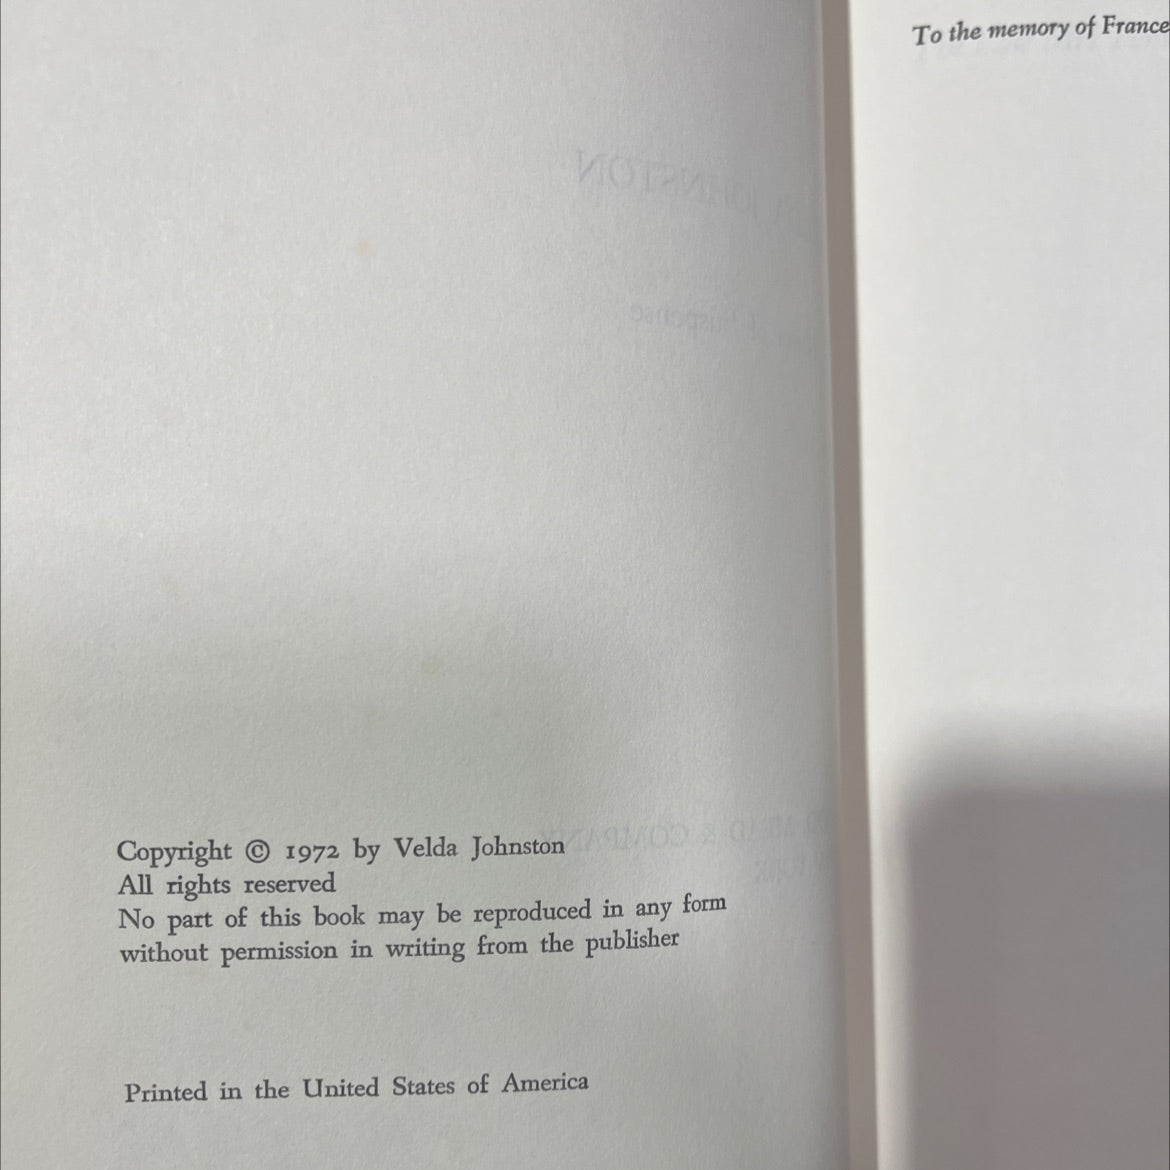 Copyright © 1972 by Velda Johnston
All rights reserved
No part of this book may be reproduced in any form
without permission in writing from the publisher
Printed in the United States of America
To the memory of France